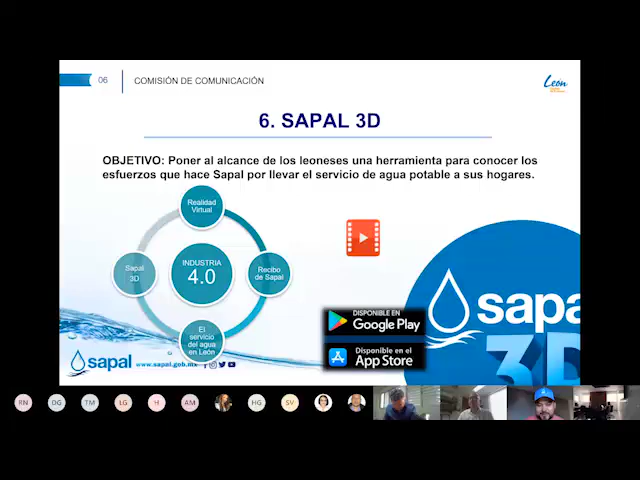 06
COMISIÓN DE COMUNICACIÓN
León
6. SAPAL 3D
OBJETIVO: Poner al alcance de los leoneses una herramienta para conocer los
esfuerzos que hace Sapal por llevar el servicio de agua potable a sus hogares.
Realidad
Virtual
Sapal
3D
INDUSTRIA
4.0
Recibo
de Sapal
El
servicio
del agua
en León
DISPONIBLE EN
Google Play
Disponible en el
App Store
sapal
www.sapal.gob.mx
sapa
3D
RN
DG
TM
LG
H
AM
HG
SV